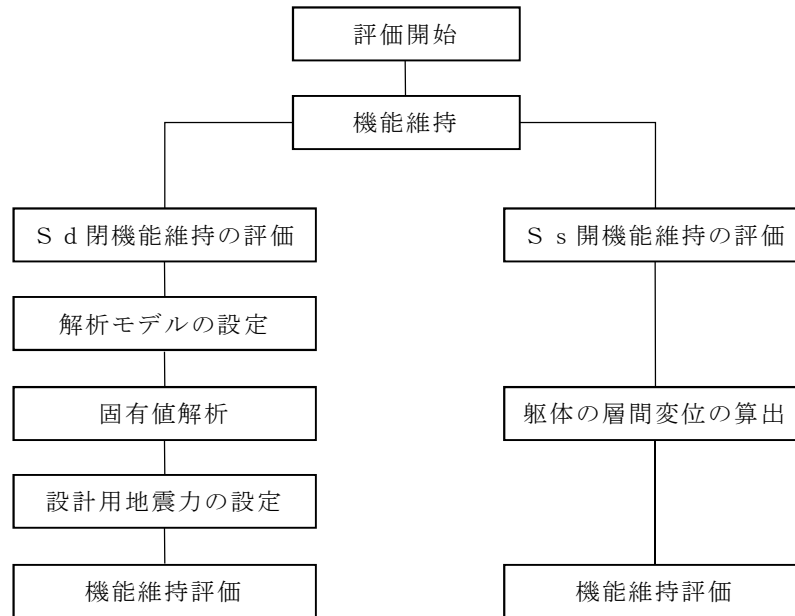 評価開始
機能維持
Ｓｄ閉機能維持の評価
Ｓｓ開機能維持の評価
解析モデルの設定
固有値解析
躯体の層間変位の算出
設計用地震力の設定
機能維持評価
機能維持評価